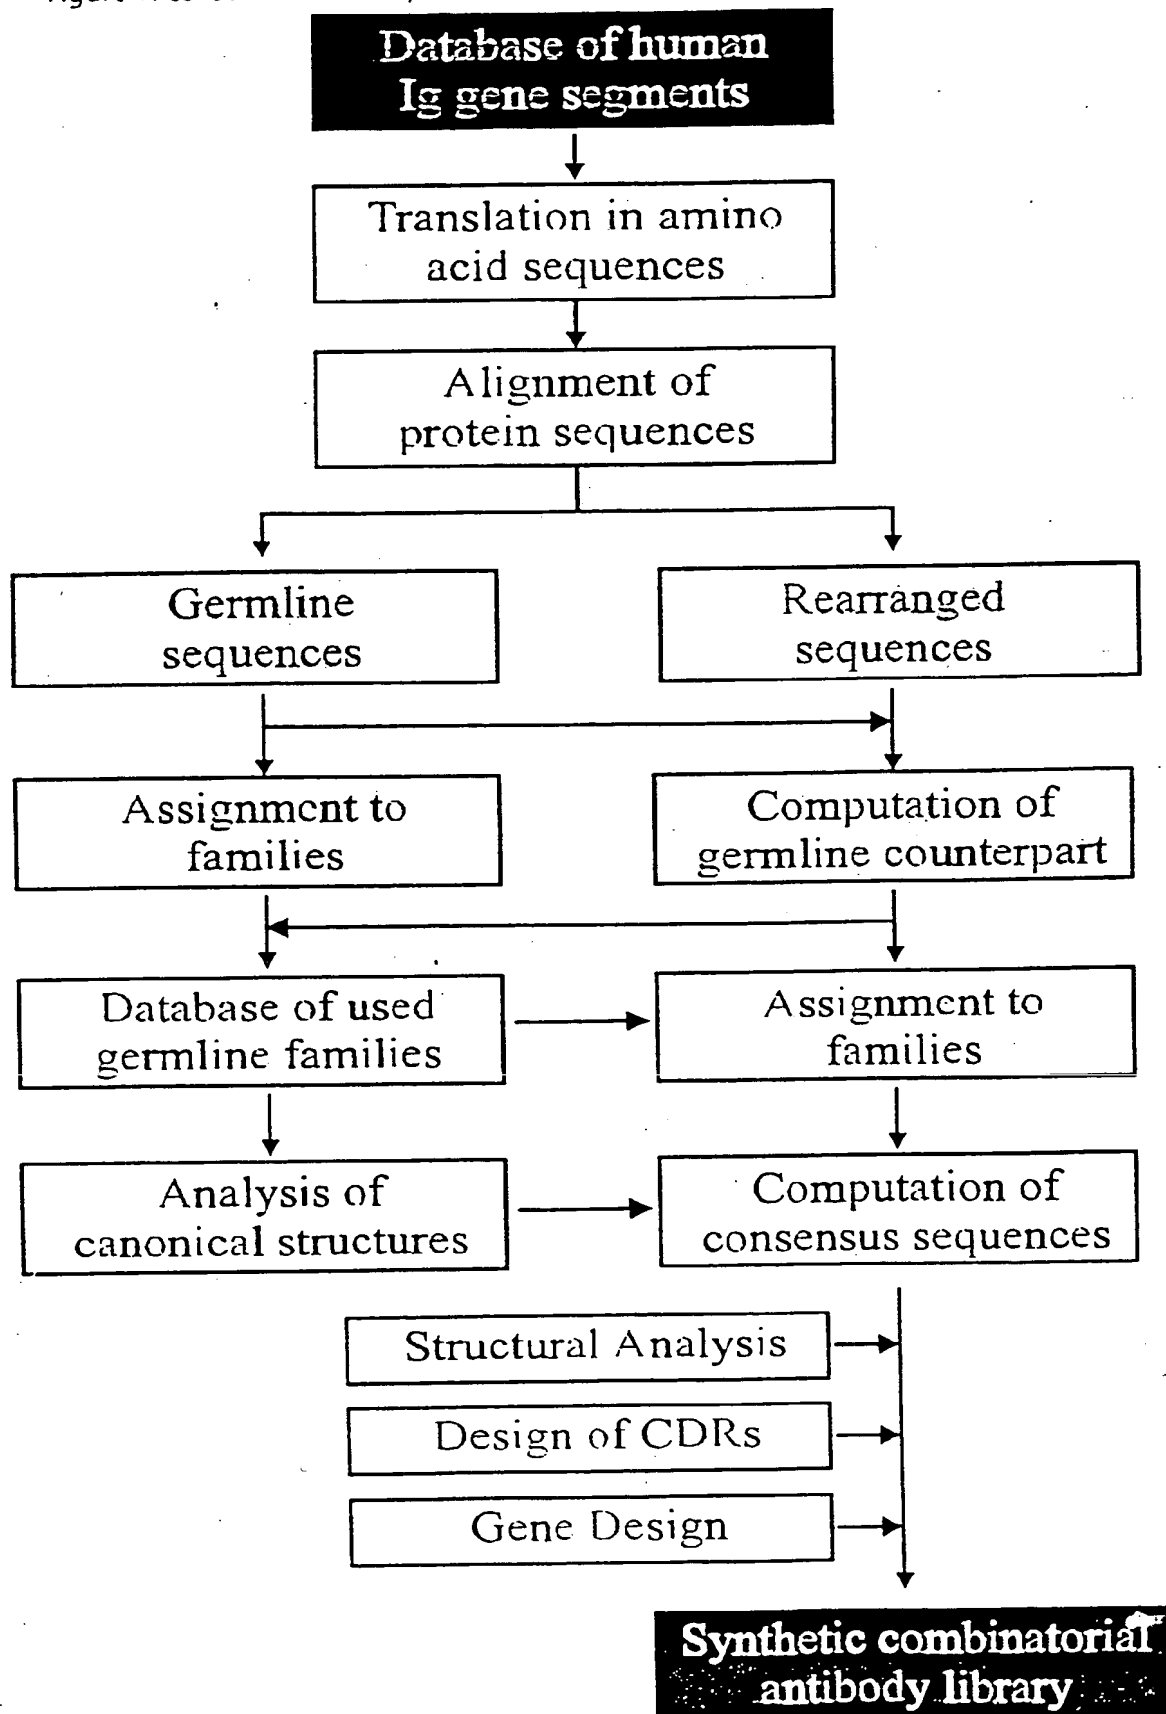 Database of human
Ig gene segments
Translation in amino
acid sequences
Alignment of
protein sequences
Germline
sequences
Rearranged
sequences
Assignment to
families
Computation of
germline counterpart
Database of used
germline families
Assignment to
families
Analysis of
canonical structures
Computation of
consensus sequences
Structural Analysis
Design of CDRs
Gene Design
Synthetic combinatorial
antibody library